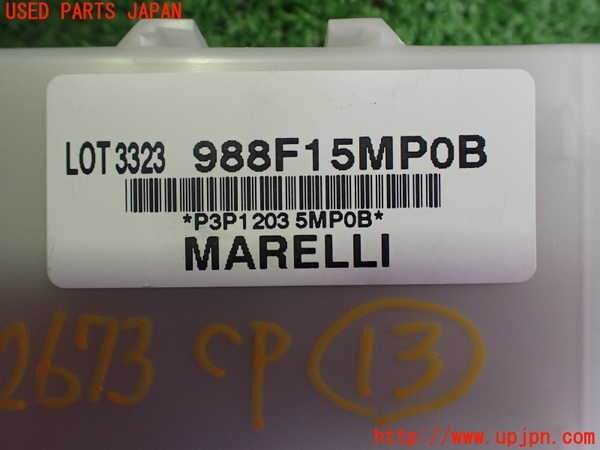 USED PARTS JAPAN
LOT 3323 988F15MP0B
*P3P1203 5MP0B*
MARELLI
2673 CP 13
http://www.upjpn.com/